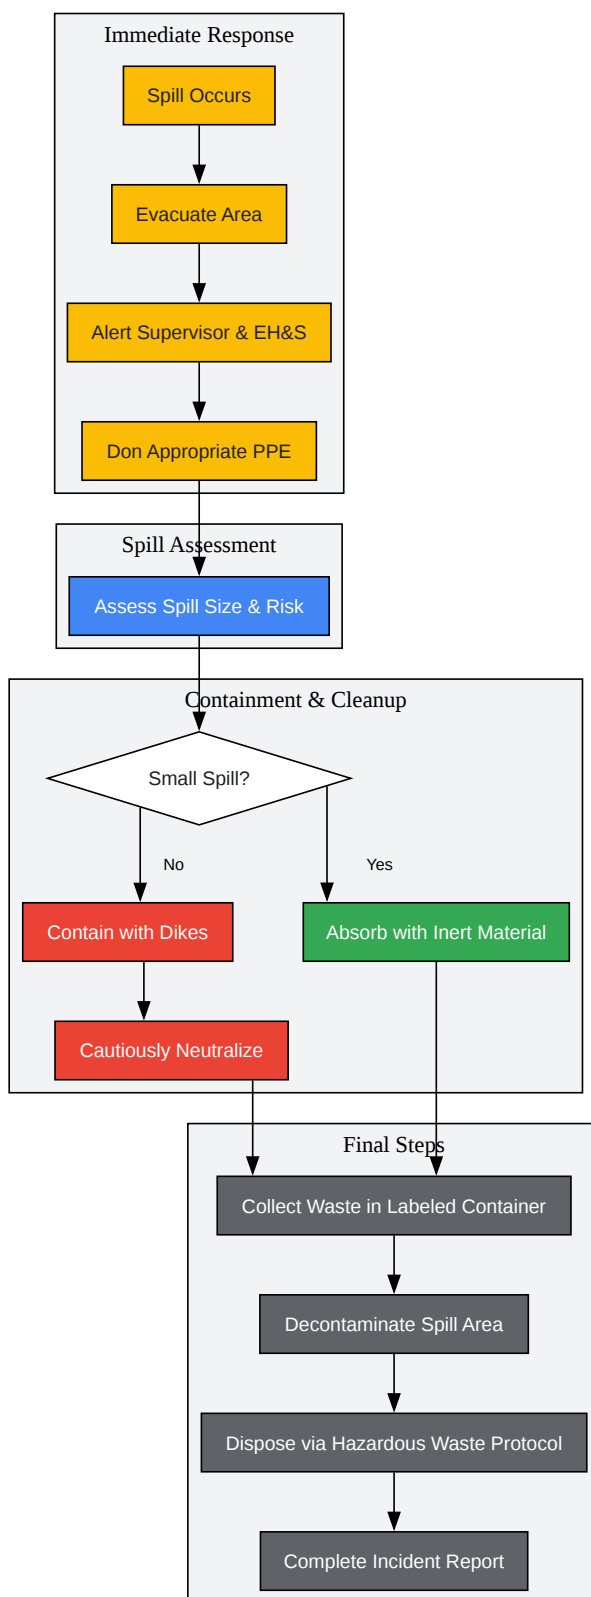 Immediate Response
Spill Occurs
Evacuate Area
Alert Supervisor & EH&S
Don Appropriate PPE
Spill Assessment
Assess Spill Size & Risk
Containment & Cleanup
Small Spill?
No
Yes
Contain with Dikes
Absorb with Inert Material
Cautiously Neutralize
Final Steps
Collect Waste in Labeled Container
Decontaminate Spill Area
Dispose via Hazardous Waste Protocol
Complete Incident Report